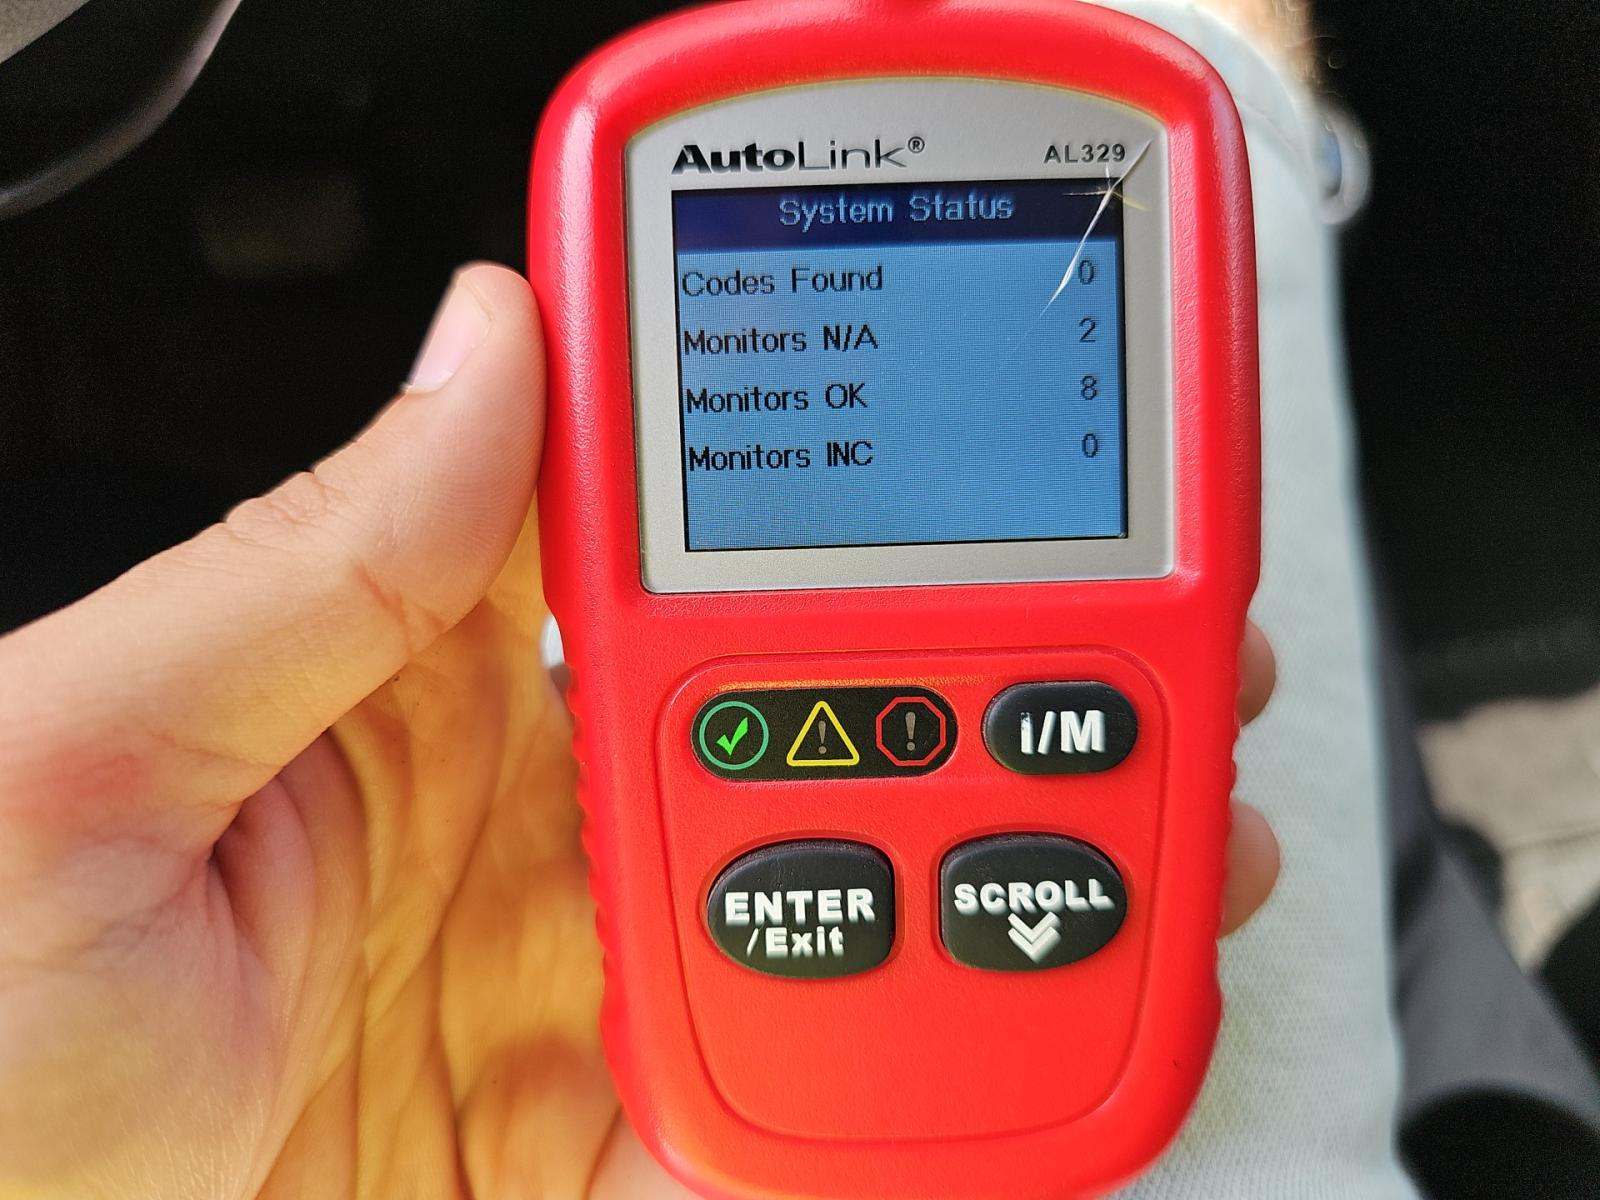 AutoLink® AL329
System Status
Codes Found 0
Monitors N/A 2
Monitors OK 8
Monitors INC 0
I/M
ENTER
/Exit
SCROLL